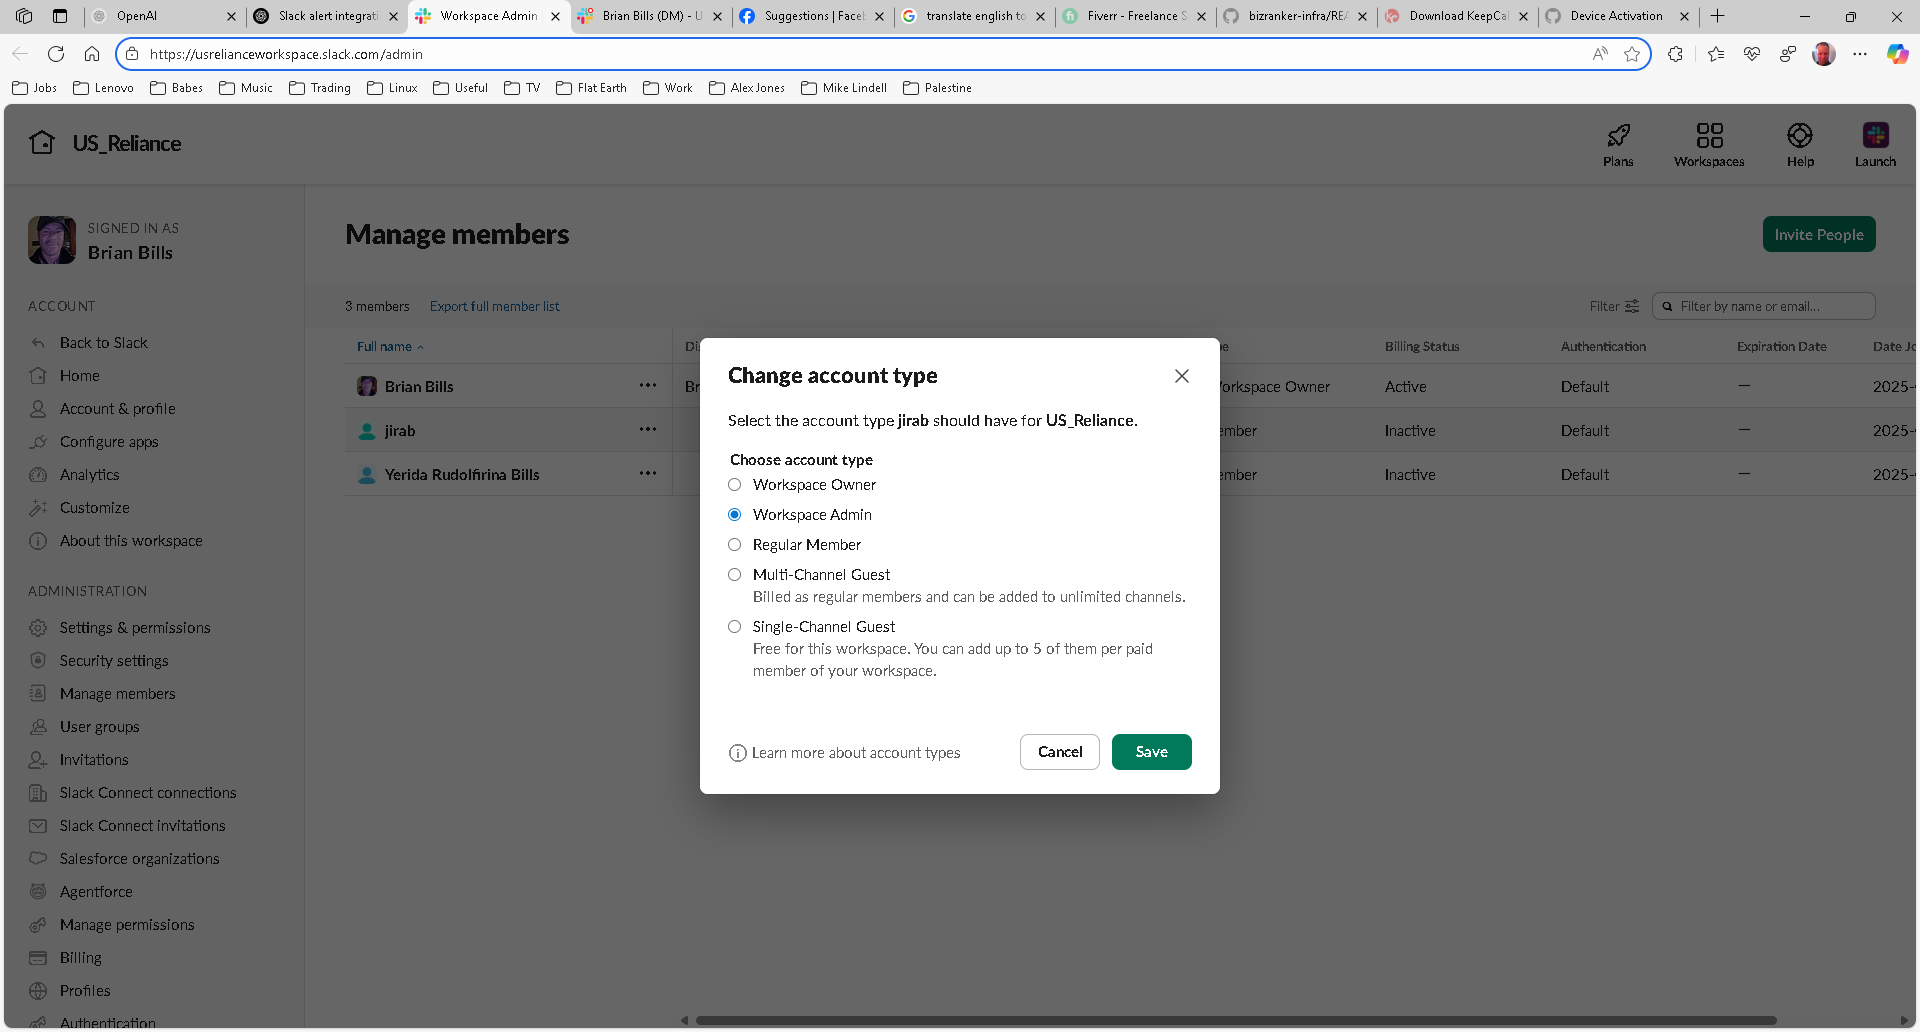 OpenAI
Slack alert integrati
Workspace Admin
Brian Bills (DM) - U
Suggestions | Faceb
translate english to
Fiverr - Freelance S
bizranker-infra/REA
Download KeepCal
Device Activation
https://usrelianceworkspace.slack.com/admin
Jobs
Lenovo
Babes
Music
Trading
Linux
Useful
TV
Flat Earth
Work
Alex Jones
Mike Lindell
Palestine
US_Reliance
Plans
Workspaces
Help
Launch
SIGNED IN AS
Brian Bills
Manage members
Invite People
ACCOUNT
Back to Slack
Home
Account & profile
Configure apps
Analytics
Customize
About this workspace
ADMINISTRATION
Settings & permissions
Security settings
Manage members
User groups
Invitations
Slack Connect connections
Slack Connect invitations
Salesforce organizations
Agentforce
Manage permissions
Billing
Profiles
Authentication
3 members
Export full member list
Filter
Filter by name or email...
Full name
Billing Status
Authentication
Expiration Date
Date Jo
Brian Bills
Br
orkspace Owner
Active
Default
—
2025-
jirab
ember
Inactive
Default
—
2025-
Yerida Rudolfirina Bills
ember
Inactive
Default
—
2025-
Change account type
Select the account type jirab should have for US_Reliance.
Choose account type
Workspace Owner
Workspace Admin
Regular Member
Multi-Channel Guest
Billed as regular members and can be added to unlimited channels.
Single-Channel Guest
Free for this workspace. You can add up to 5 of them per paid
member of your workspace.
Learn more about account types
Cancel
Save